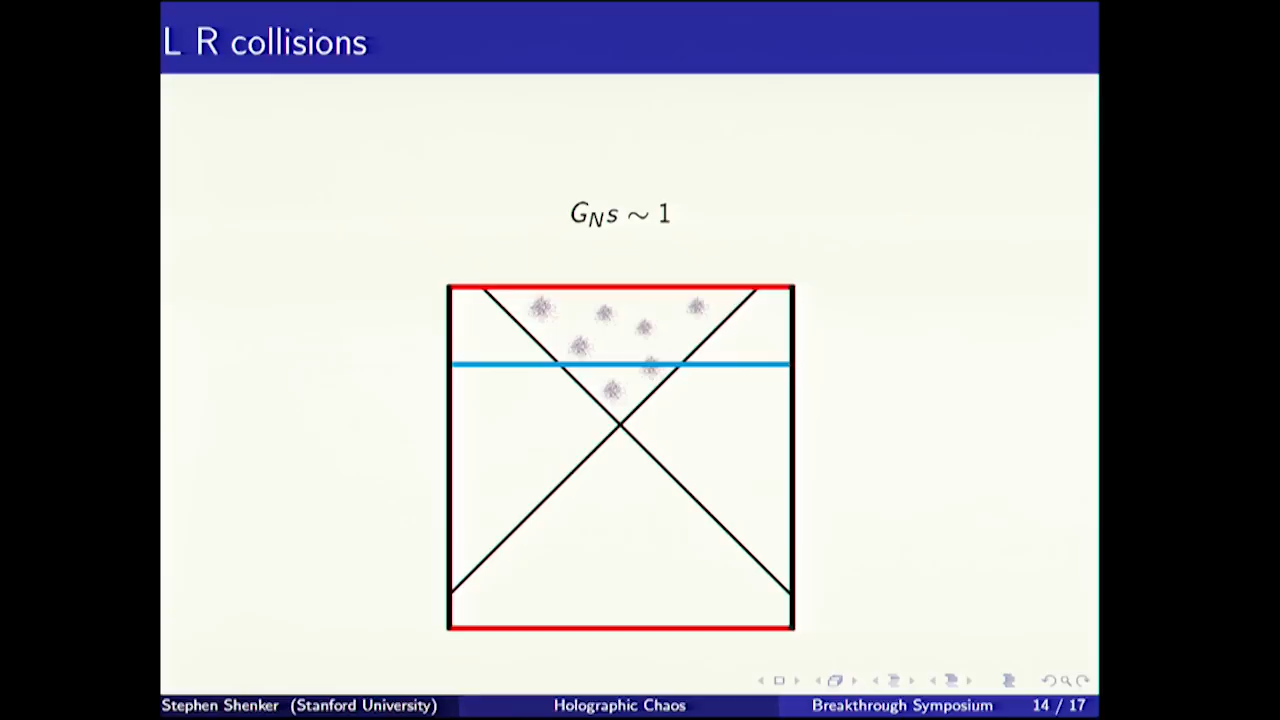 L R collisions
G_N s ∼ 1
Stephen Shenker (Stanford University) Holographic Chaos Breakthrough Symposium 14 / 17